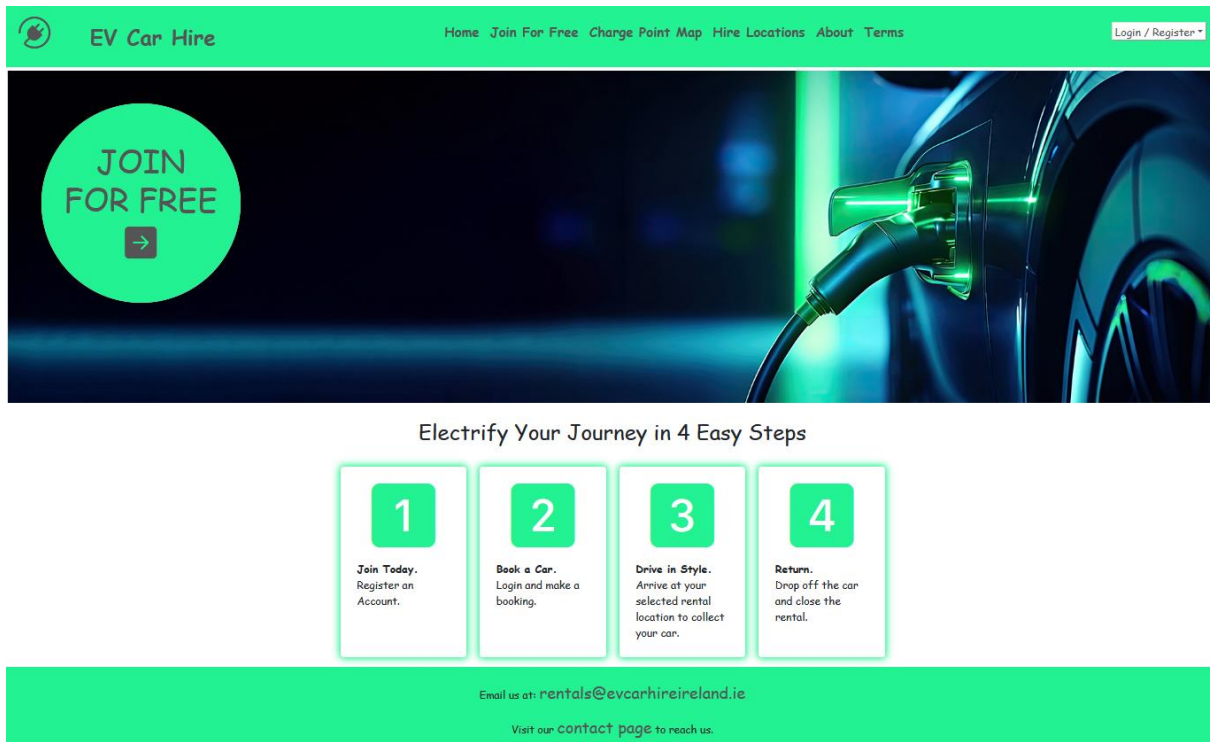 EV Car Hire
Home Join For Free Charge Point Map Hire Locations About Terms
Login / Register
JOIN
FOR FREE
Electrify Your Journey in 4 Easy Steps
1
Join Today.
Register an
Account.
2
Book a Car.
Login and make a
booking.
3
Drive in Style.
Arrive at your
selected rental
location to collect
your car.
4
Return.
Drop off the car
and close the
rental.
Email us at: rentals@evcarhireireland.ie
Visit our contact page to reach us.